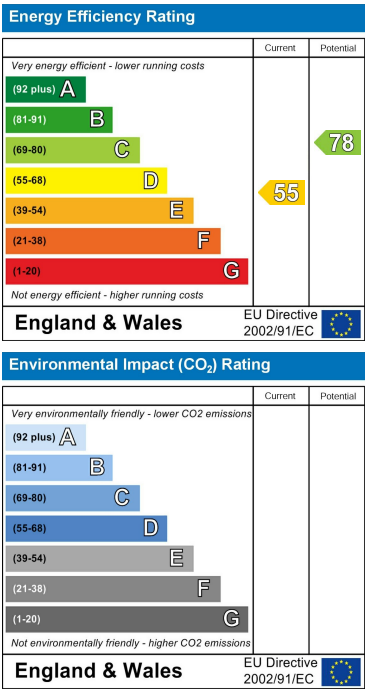 Energy Efficiency Rating
Current Potential
Very energy efficient - lower running costs
(92 plus) A
(81-91) B
(69-80) C
78
(55-68) D
55
(39-54) E
(21-38) F
(1-20) G
Not energy efficient - higher running costs
England & Wales
EU Directive
2002/91/EC
Environmental Impact (CO₂) Rating
Current Potential
Very environmentally friendly - lower CO2 emissions
(92 plus) A
(81-91) B
(69-80) C
(55-68) D
(39-54) E
(21-38) F
(1-20) G
Not environmentally friendly - higher CO2 emissions
England & Wales
EU Directive
2002/91/EC